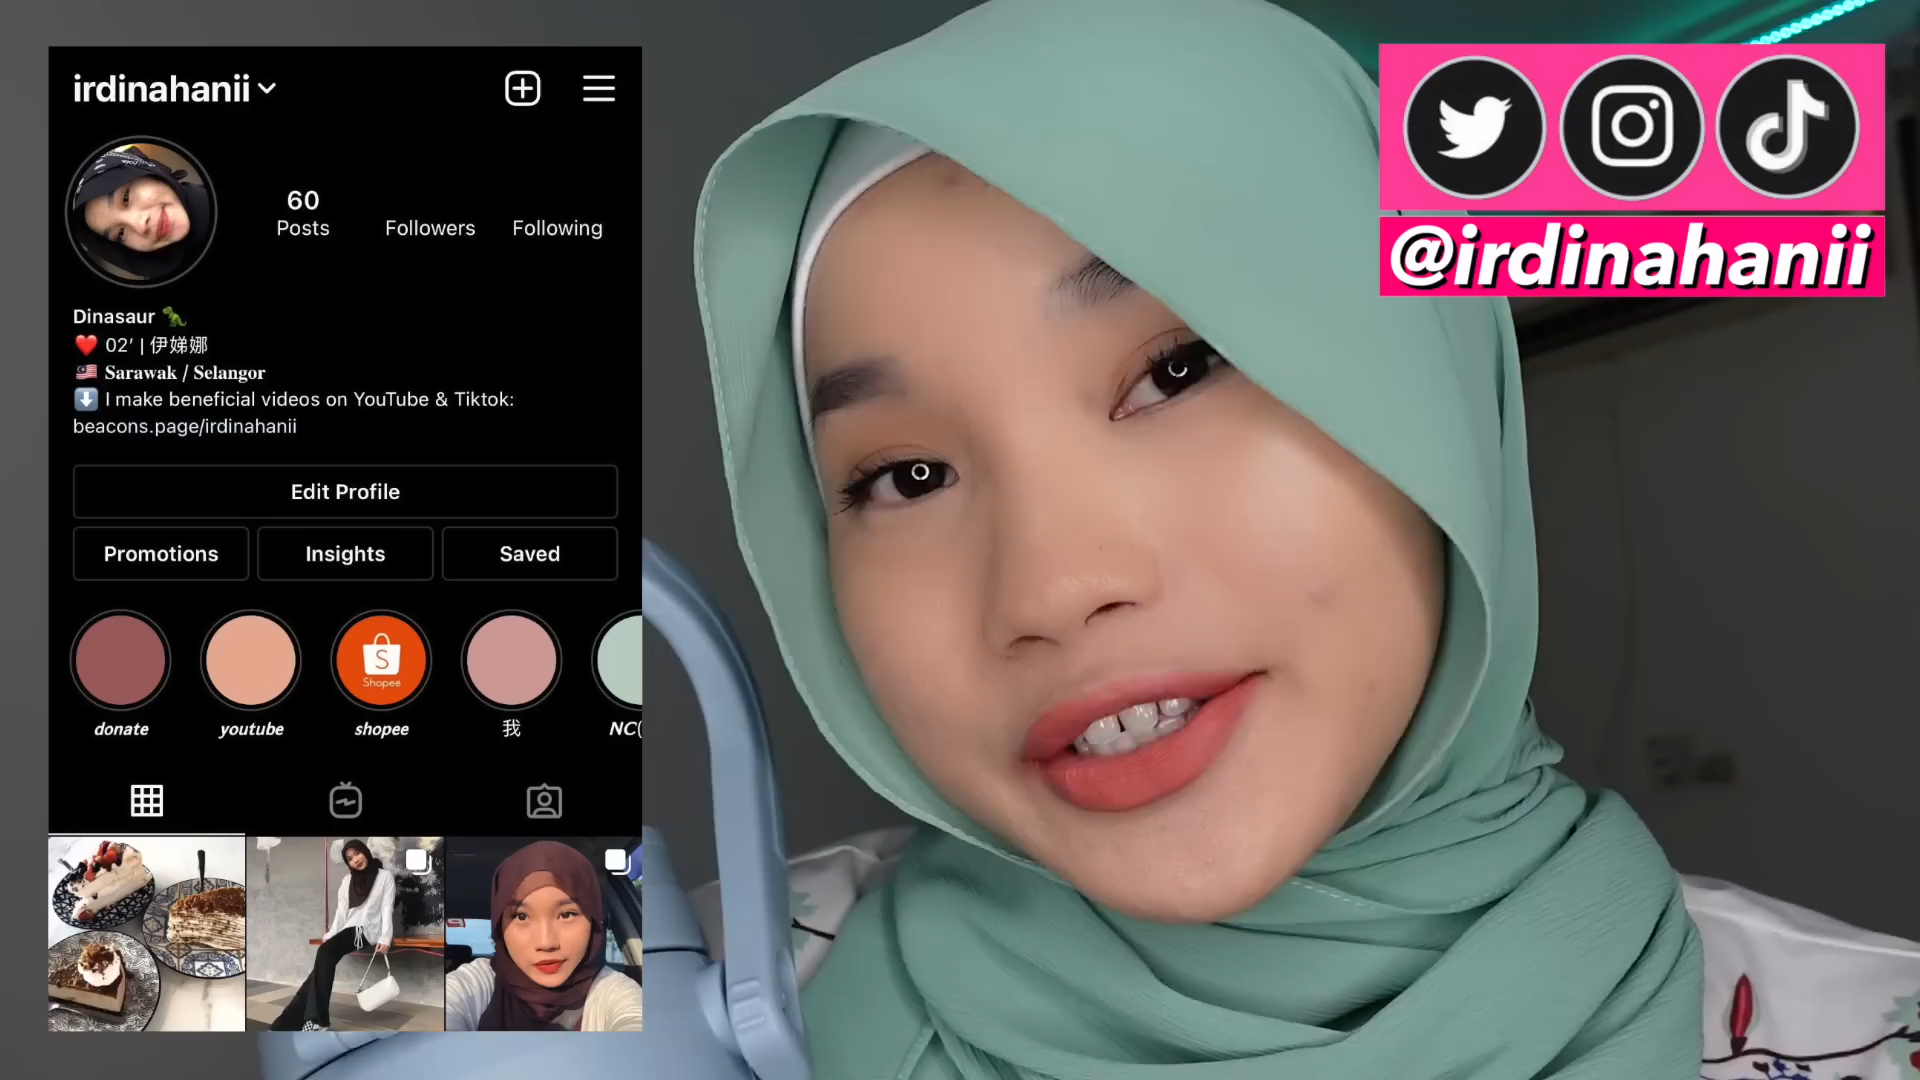 irdinahanii
60
Posts
Followers
Following
Dinasaur 🦖
❤️ 02' | 伊娣娜
🇲🇾 Sarawak / Selangor
⬇️ I make beneficial videos on YouTube & Tiktok:
beacons.page/irdinahanii
Edit Profile
Promotions
Insights
Saved
S
Shopee
donate
youtube
shopee
我
NC(
@irdinahanii